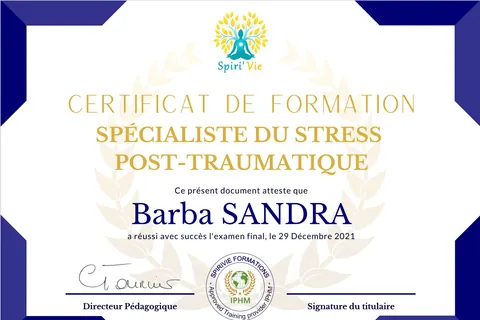 Spiri'Vie
CERTIFICAT DE FORMATION
SPÉCIALISTE DU STRESS
POST-TRAUMATIQUE
Ce présent document atteste que
Barba SANDRA
a réussi avec succès l'examen final, le 29 Décembre 2021
SPIRIVIE FORMATIONS
IPHM
Approved Training provider IPHM
Directeur Pédagogique
Signature du titulaire